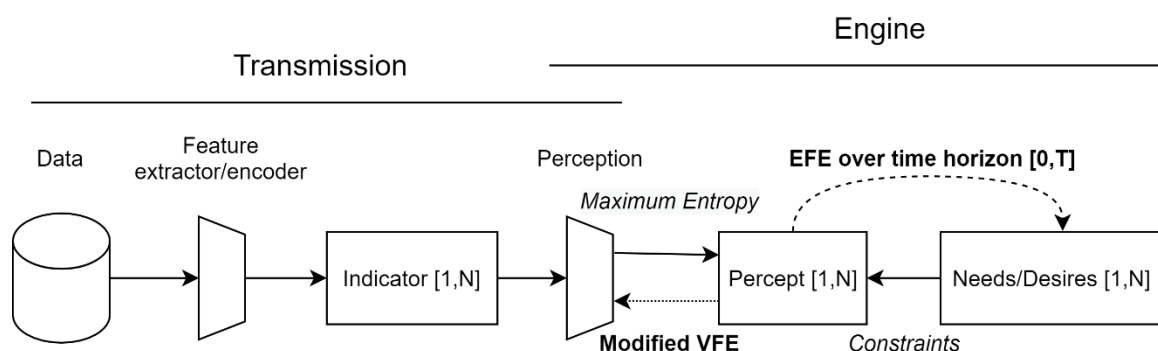 Engine
Transmission
Data
Feature
extractor/encoder
Perception
EFE over time horizon [0,T]
Maximum Entropy
Indicator [1,N]
Percept [1,N]
Needs/Desires [1,N]
Modified VFE
Constraints